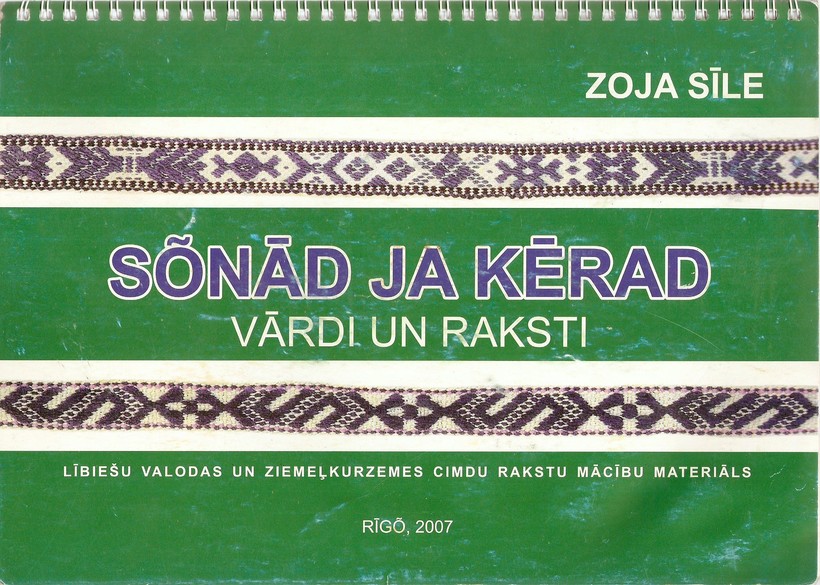 ZOJA SĪLE
SÕNĀD JA KĒRAD
VĀRDI UN RAKSTI
LĪBIEŠU VALODAS UN ZIEMEĻKURZEMES CIMDU RAKSTU MĀCĪBU MATERIĀLS
RĪGÕ, 2007